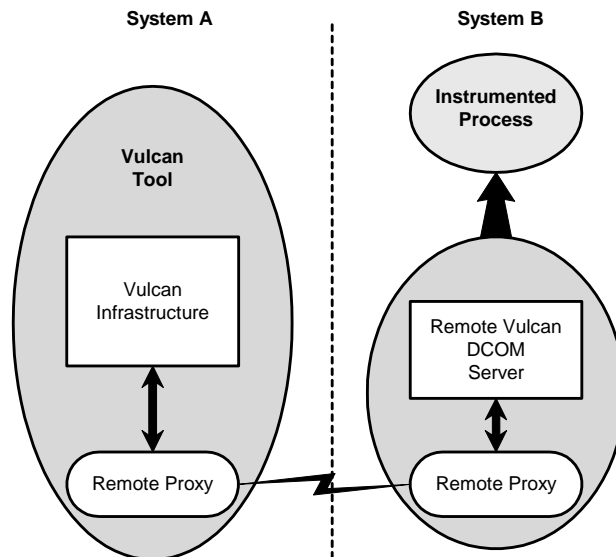 System A
System B
Vulcan
Tool
Vulcan
Infrastructure
Remote Proxy
Instrumented
Process
Remote Vulcan
DCOM
Server
Remote Proxy